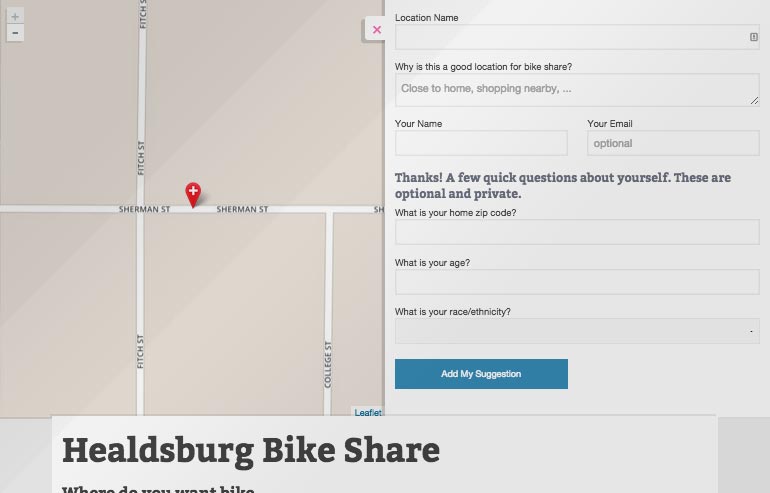 +
-
FITCH ST
FITCH ST
SHERMAN ST
SHERMAN ST
SH
FITCH ST
COLLEGE ST
Leaflet
×
Location Name
Why is this a good location for bike share?
Close to home, shopping nearby, ...
Your Name
Your Email
optional
Thanks! A few quick questions about yourself. These are
optional and private.
What is your home zip code?
What is your age?
What is your race/ethnicity?
-
Add My Suggestion
Healdsburg Bike Share
Where do you want bike